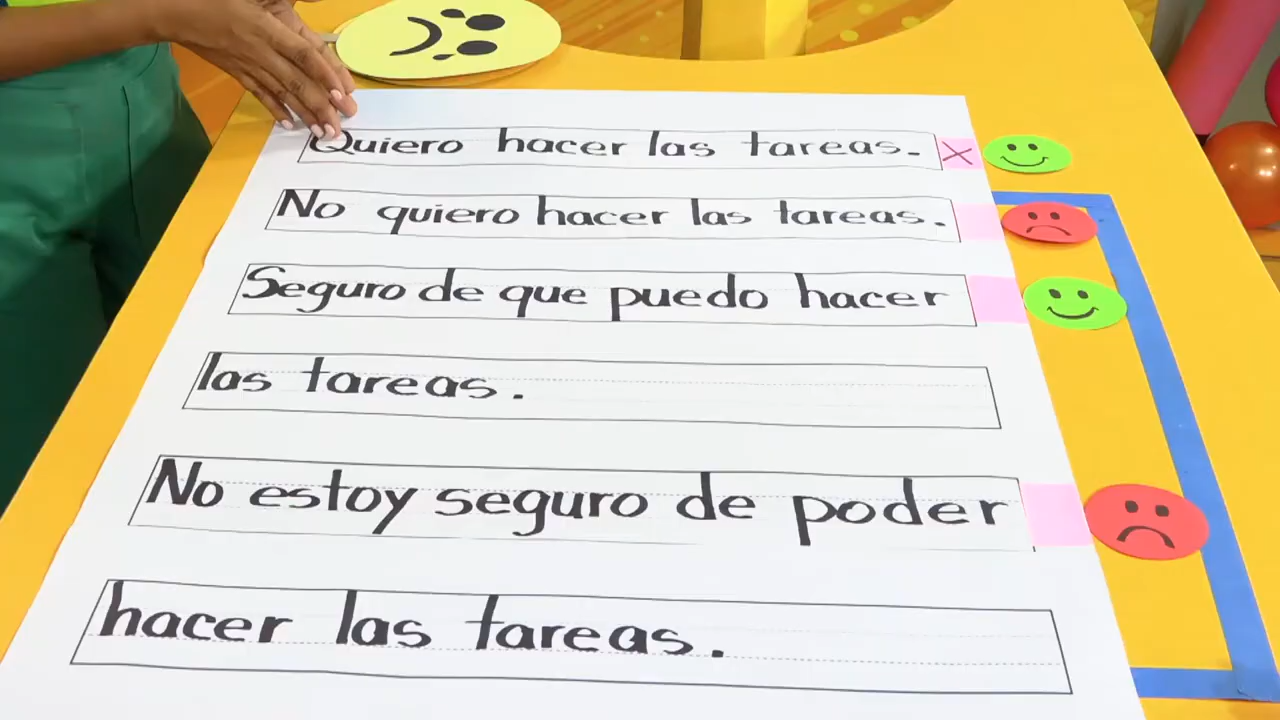 Quiero hacer las tareas.
No quiero hacer las tareas.
Seguro de que puedo hacer
las tareas.
No estoy seguro de poder
hacer las tareas.